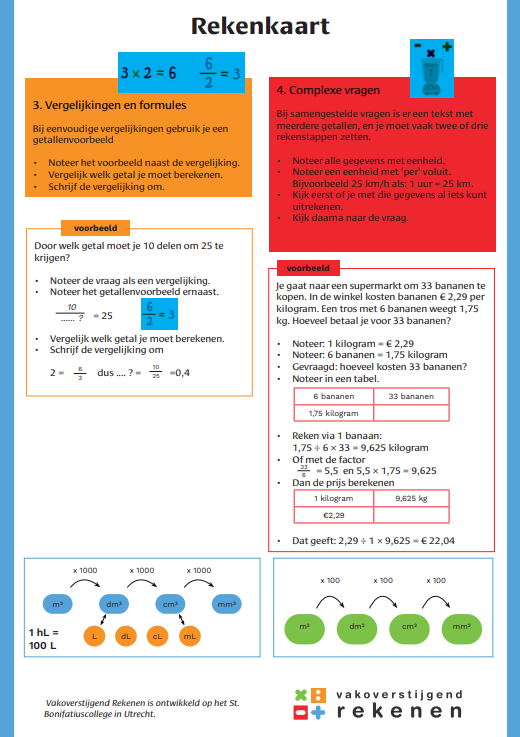 Rekenkaart
3 × 2 = 6
6
2
= 3
3. Vergelijkingen en formules
Bij eenvoudige vergelijkingen gebruik je een
getallenvoorbeeld
• Noteer het voorbeeld naast de vergelijking.
• Vergelijk welk getal je moet berekenen.
• Schrijf de vergelijking om.
voorbeeld
Door welk getal moet je 10 delen om 25 te
krijgen?
• Noteer de vraag als een vergelijking.
• Noteer het getallenvoorbeeld ernaast.
10
...... ?
= 25
6
2
= 3
• Vergelijk welk getal je moet berekenen.
• Schrijf de vergelijking om
2 = 6/3 dus .... ? = 10/25 =0,4
4. Complexe vragen
Bij samengestelde vragen is er een tekst met
meerdere getallen, en je moet vaak twee of drie
rekenstappen zetten.
• Noteer alle gegevens met eenheid.
• Noteer een eenheid met 'per' voluit.
Bijvoorbeeld 25 km/h als: 1 uur = 25 km.
• Kijk eerst of je met die gegevens al iets kunt
uitrekenen.
• Kijk daarna naar de vraag.
voorbeeld
Je gaat naar een supermarkt om 33 bananen te
kopen. In de winkel kosten bananen € 2,29 per
kilogram. Een tros met 6 bananen weegt 1,75
kg. Hoeveel betaal je voor 33 bananen?
• Noteer: 1 kilogram = € 2,29
• Noteer: 6 bananen = 1,75 kilogram
• Gevraagd: hoeveel kosten 33 bananen?
• Noteer in een tabel.
6 bananen 33 bananen
1,75 kilogram
• Reken via 1 banaan:
1,75 ÷ 6 × 33 = 9,625 kilogram
• Of met de factor
33/6 = 5,5 en 5,5 × 1,75 = 9,625
• Dan de prijs berekenen
1 kilogram 9,625 kg
€2,29
• Dat geeft: 2,29 ÷ 1 × 9,625 = € 22,04
x 1000 x 1000 x 1000
m³ dm³ cm³ mm³
1 hL =
100 L
L dL cL mL
x 100 x 100 x 100
m² dm² cm² mm²
Vakoverstijgend Rekenen is ontwikkeld op het St.
Bonifatiuscollege in Utrecht.
vakoverstijgend
rekenen